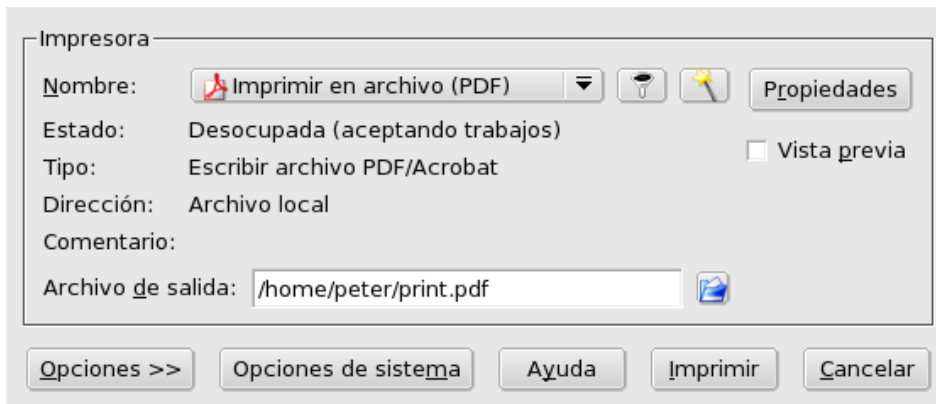 Impresora
Nombre: Imprimir en archivo (PDF) Propiedades
Estado: Desocupada (aceptando trabajos)
Vista previa
Tipo: Escribir archivo PDF/Acrobat
Dirección: Archivo local
Comentario:
Archivo de salida: /home/peter/print.pdf
Opciones >> Opciones de sistema Ayuda Imprimir Cancelar